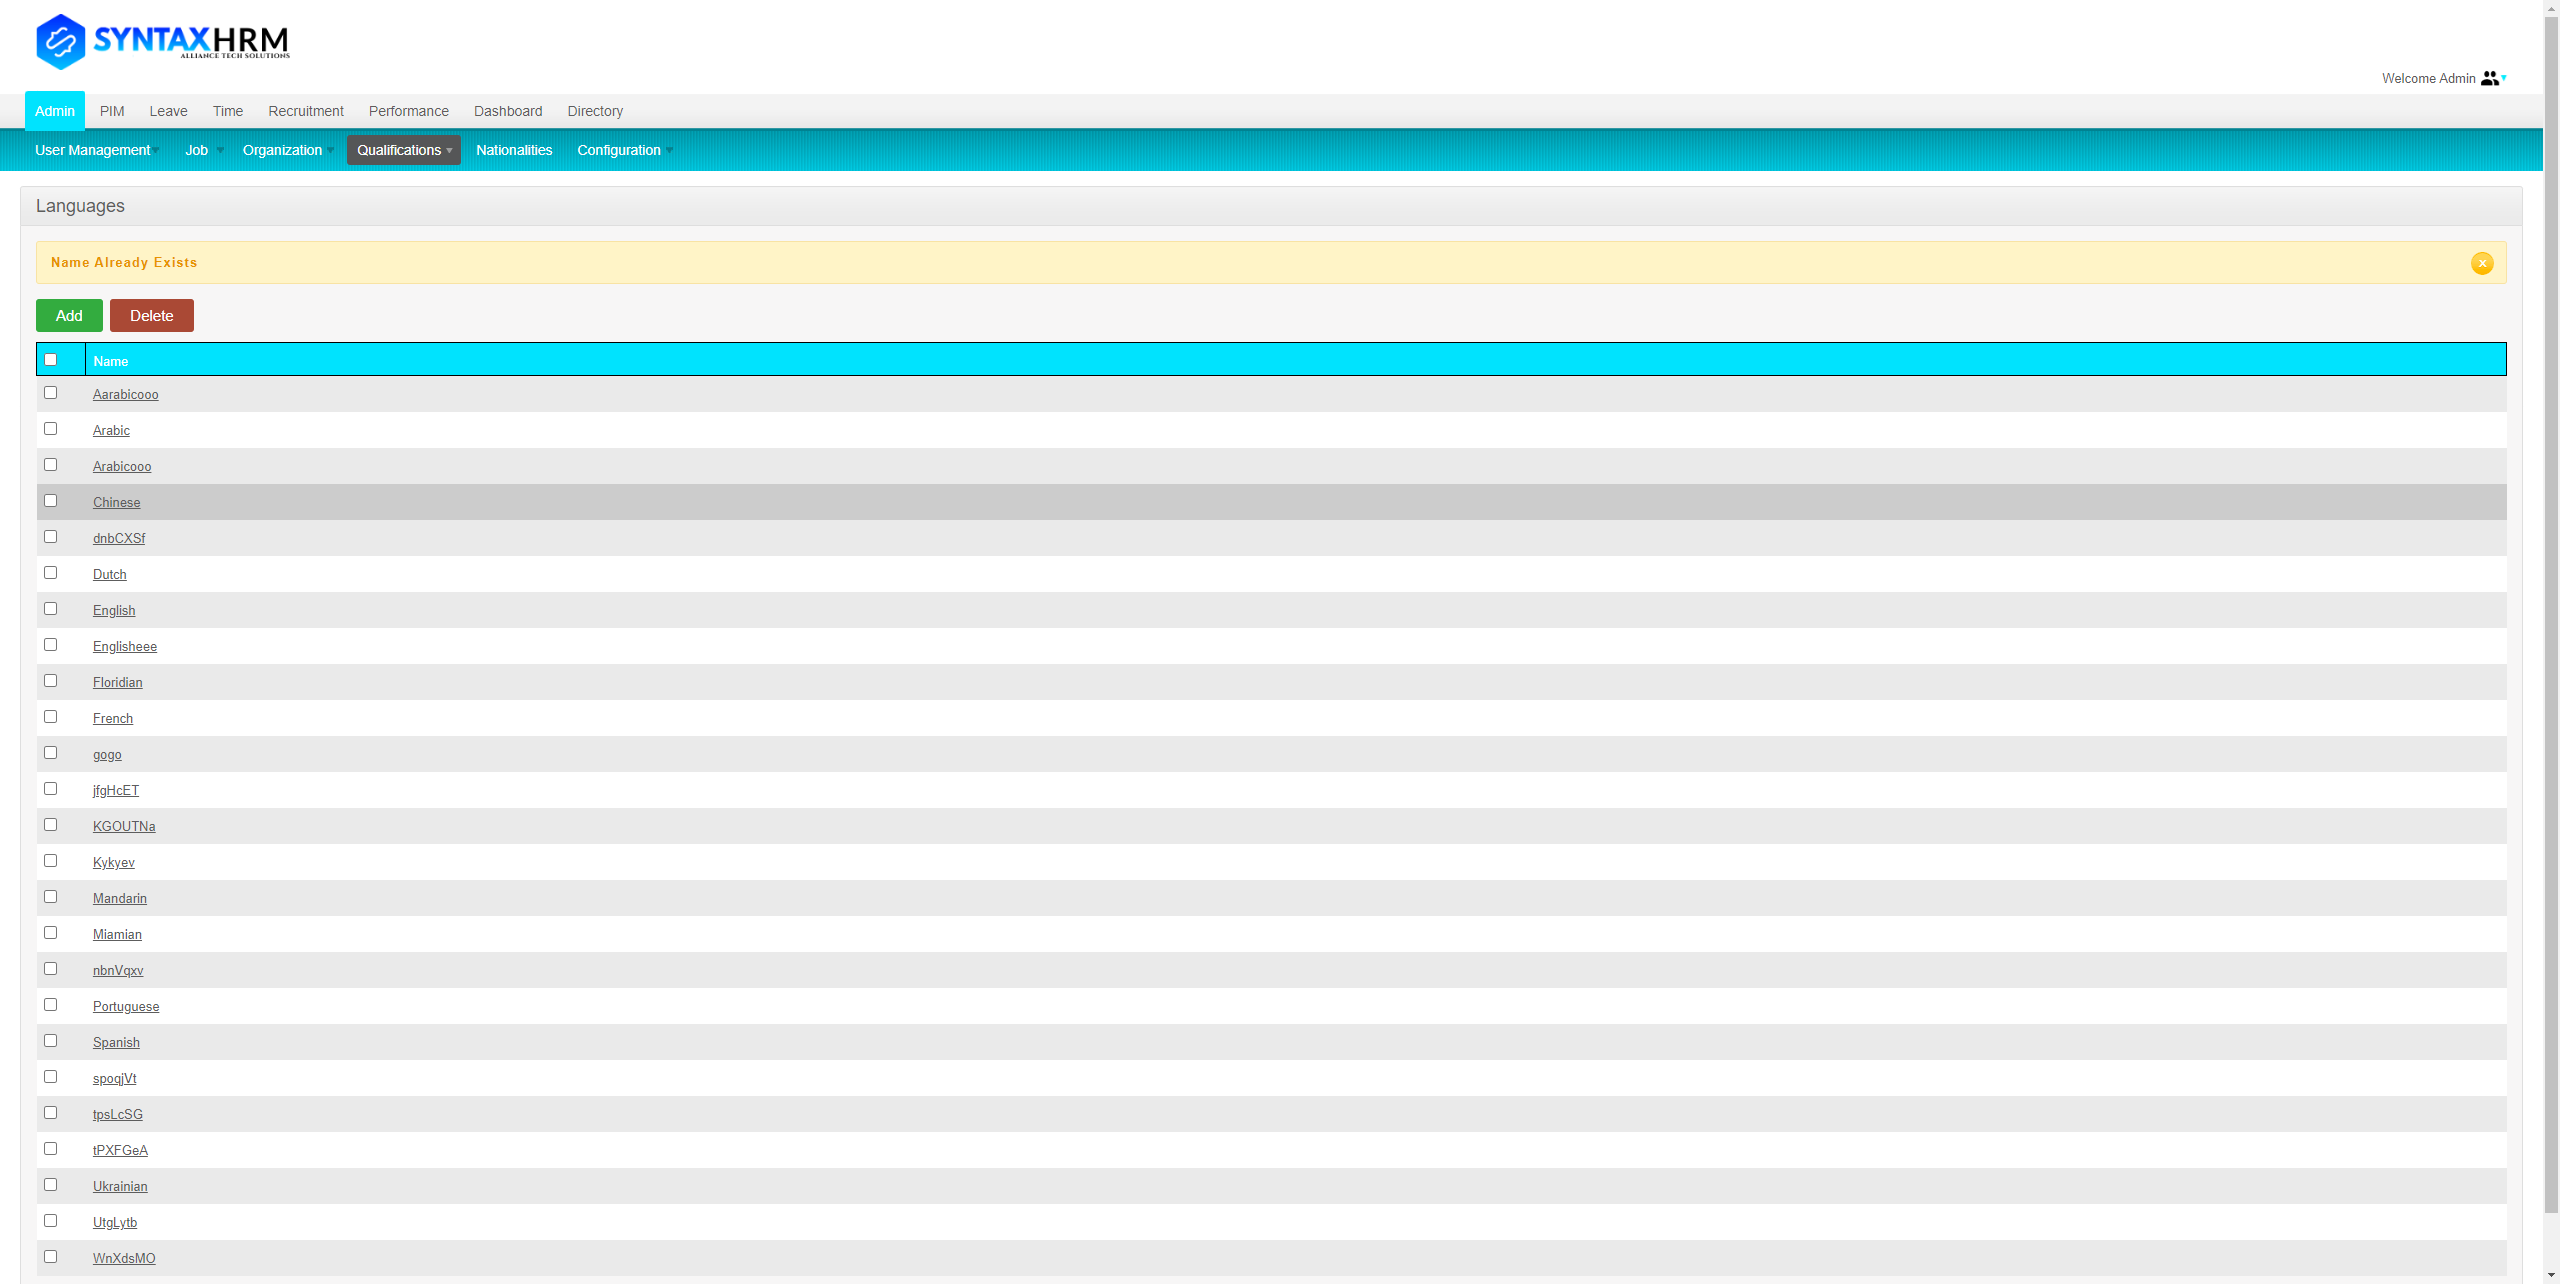 SYNTAXHRM
ALLIANCE TECH SOLUTIONS
Welcome Admin
Admin PIM Leave Time Recruitment Performance Dashboard Directory
User Management Job Organization Qualifications Nationalities Configuration
Languages
Name Already Exists
Add Delete
Name
Aarabicooo
Arabic
Arabicooo
Chinese
dnbCXSf
Dutch
English
Englisheee
Floridian
French
gogo
jfgHcET
KGOUTNa
Kykyev
Mandarin
Miamian
nbnVqxv
Portuguese
Spanish
spoqjVt
tpsLcSG
tPXFGeA
Ukrainian
UtgLytb
WnXdsMO